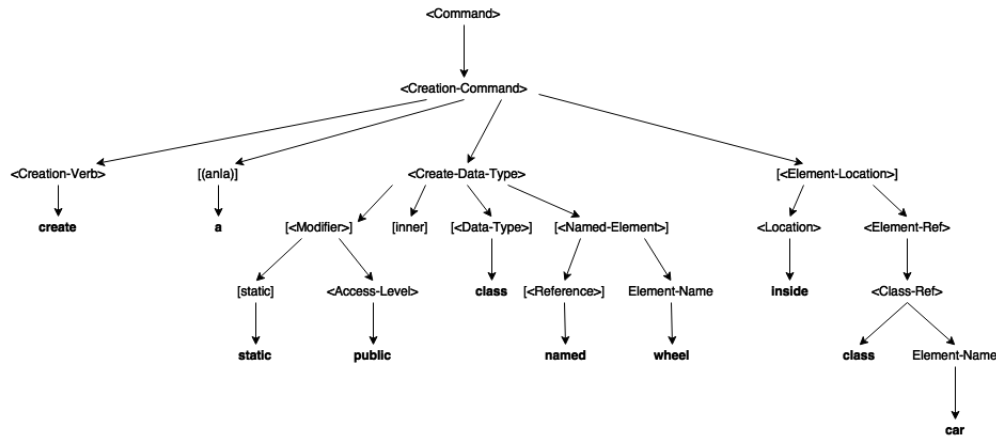 <Command>
<Creation-Command>
<Creation-Verb> [(anla)] <Create-Data-Type> [<Element-Location>]
create a [<Modifier>] [inner] [<Data-Type>] [<Named-Element>] <Location> <Element-Ref>
[static] <Access-Level> class [<Reference>] Element-Name inside <Class-Ref>
static public named wheel class Element-Name
car